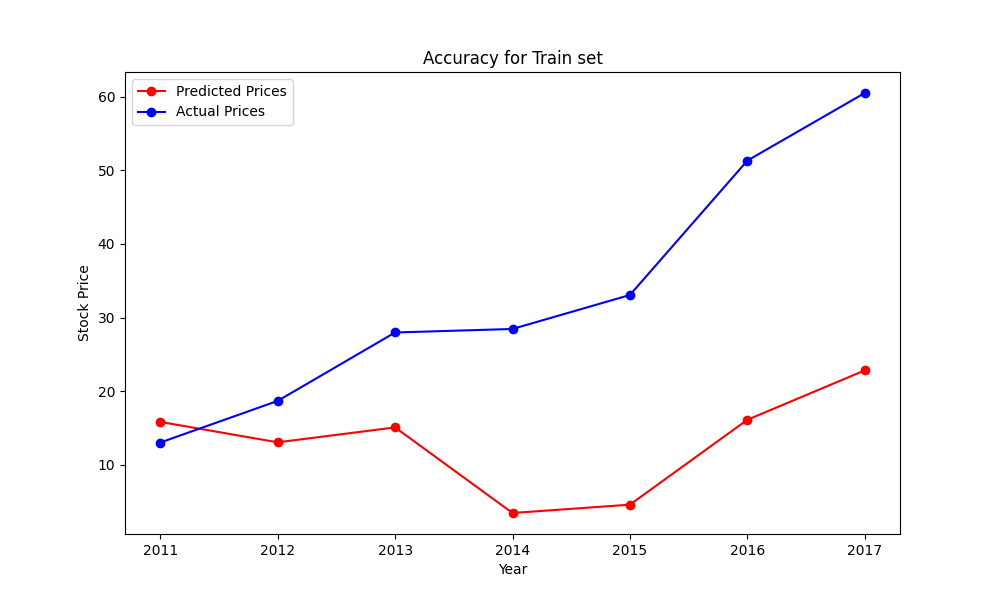 Accuracy for Train set
Predicted Prices
Actual Prices
60
50
40
30
20
10
Stock Price
2011 2012 2013 2014 2015 2016 2017
Year